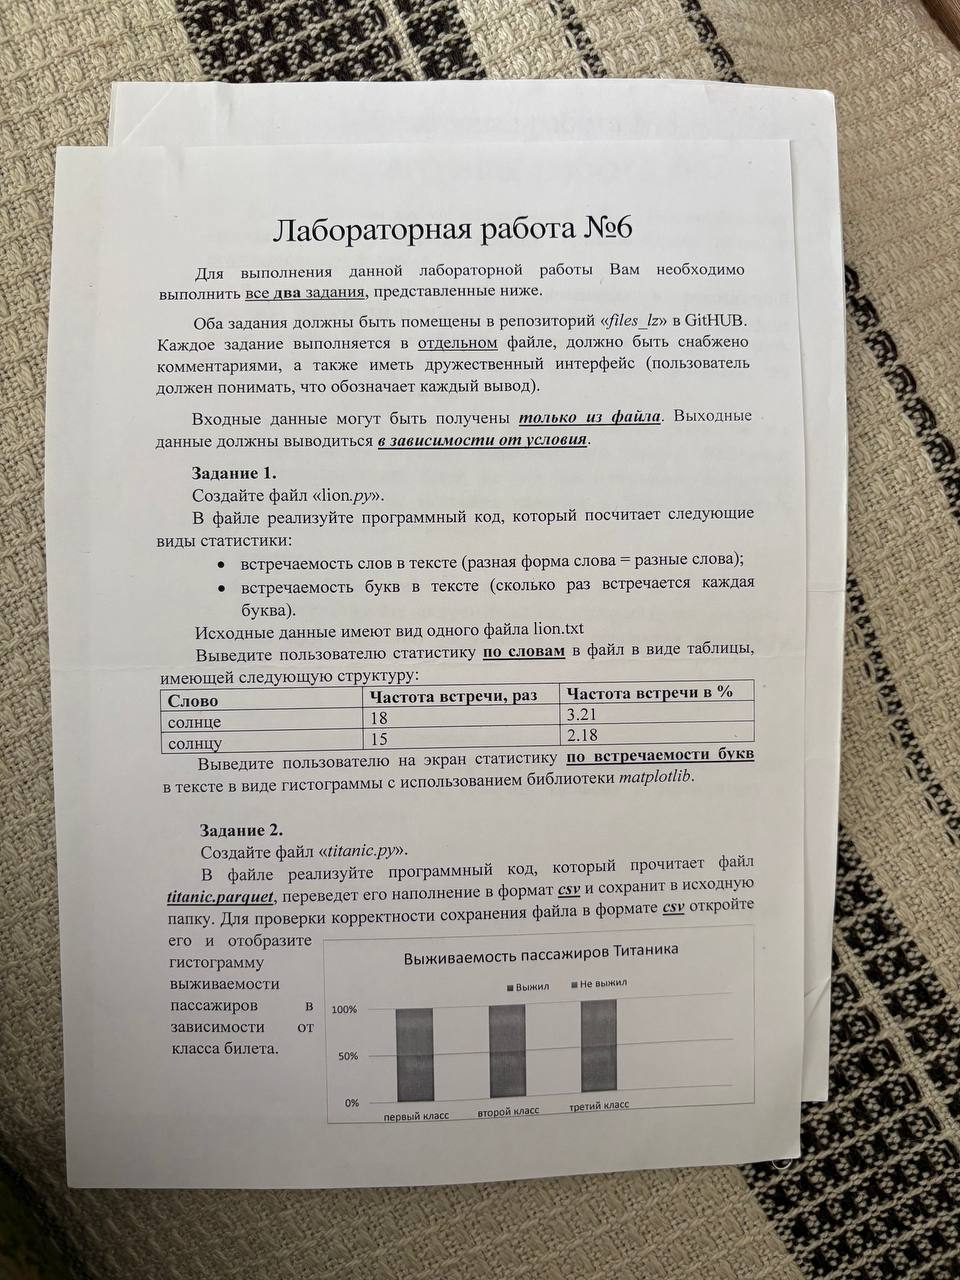 Лабораторная работа №6
Для выполнения данной лабораторной работы Вам необходимо
выполнить все два задания, представленные ниже.
Оба задания должны быть помещены в репозиторий «files_lz» в GitHUB.
Каждое задание выполняется в отдельном файле, должно быть снабжено
комментариями, а также иметь дружественный интерфейс (пользователь
должен понимать, что обозначает каждый вывод).
Входные данные могут быть получены только из файла. Выходные
данные должны выводиться в зависимости от условия.
Задание 1.
Создайте файл «lion.py».
В файле реализуйте программный код, который посчитает следующие
виды статистики:
• встречаемость слов в тексте (разная форма слова = разные слова);
• встречаемость букв в тексте (сколько раз встречается каждая
буква).
Исходные данные имеют вид одного файла lion.txt
Выведите пользователю статистику по словам в файл в виде таблицы,
имеющей следующую структуру:
Слово Частота встречи, раз Частота встречи в %
солнце 18 3.21
солнцу 15 2.18
Выведите пользователю на экран статистику по встречаемости букв
в тексте в виде гистограммы с использованием библиотеки matplotlib.
Задание 2.
Создайте файл «titanic.py».
В файле реализуйте программный код, который прочитает файл
titanic.parquet, переведет его наполнение в формат csv и сохранит в исходную
папку. Для проверки корректности сохранения файла в формате csv откройте
его и отобразите
гистограмму
выживаемости
пассажиров в
зависимости от
класса билета.
Выживаемость пассажиров Титаника
Выжил Не выжил
100%
50%
0%
первый класс второй класс третий класс